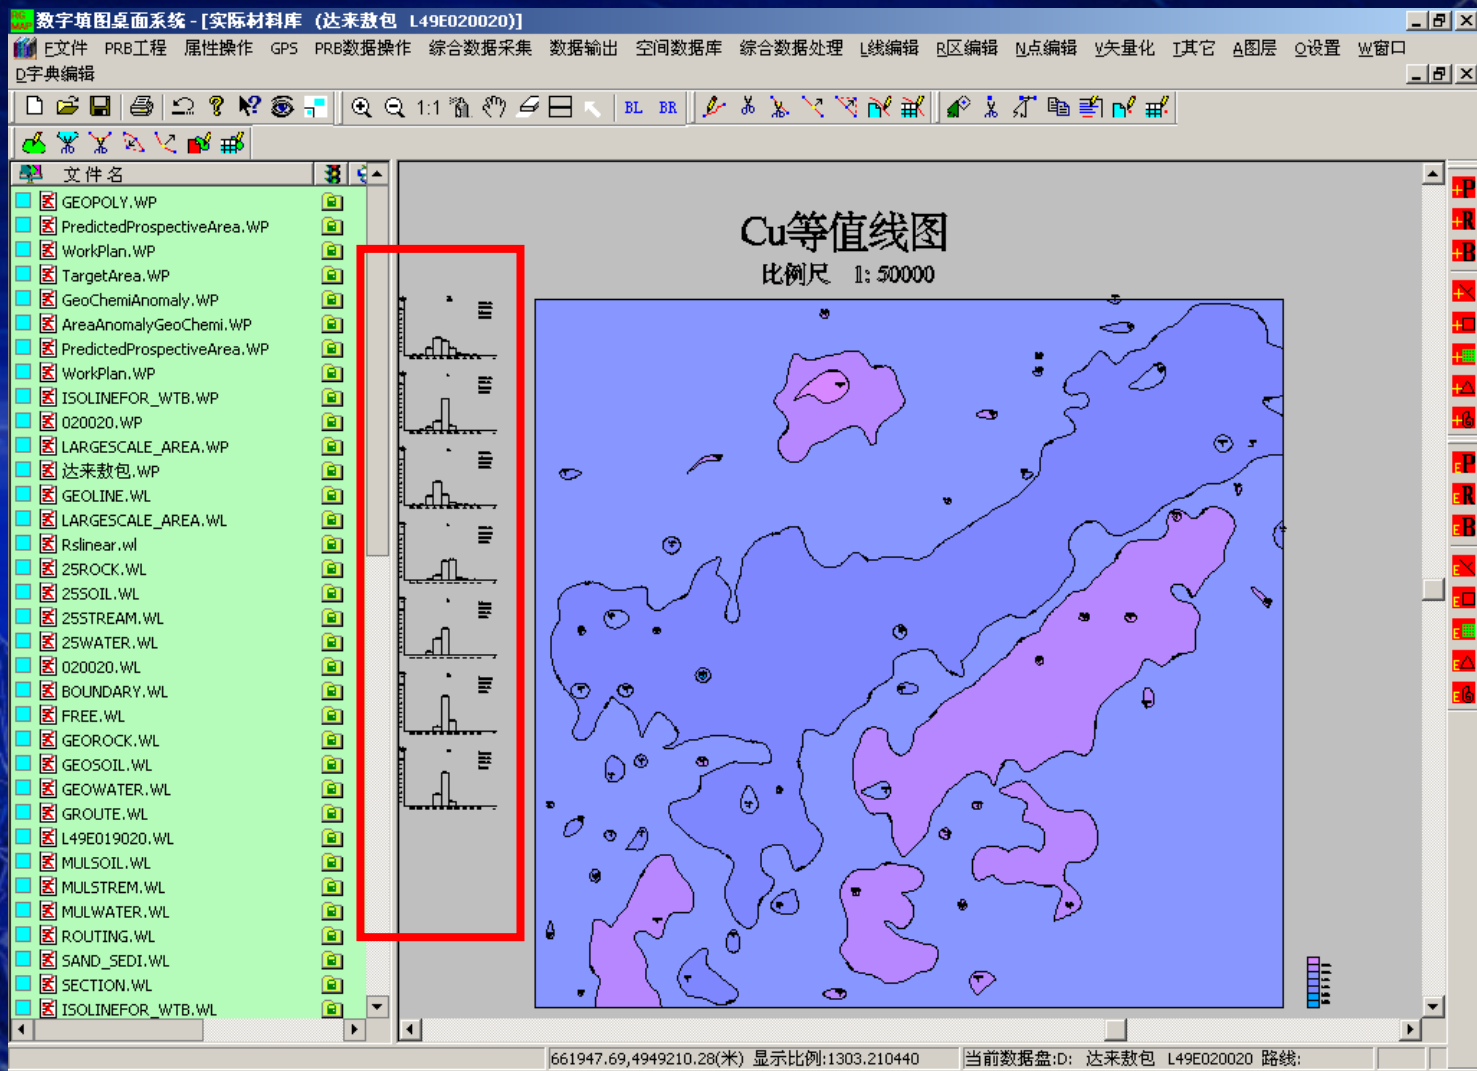 数字填图桌面系统 - [实际材料库 (达来敖包 L49E020020)]
F文件 PRB工程 属性操作 GPS PRB数据操作 综合数据采集 数据输出 空间数据库 综合数据处理 L线编辑 R区编辑 N点编辑 V矢量化 I其它 A图层 O设置 W窗口
D字典编辑
1:1 BL BR
文件名
GEOPOLY.WP
PredictedProspectiveArea.WP
WorkPlan.WP
TargetArea.WP
GeoChemiAnomaly.WP
AreaAnomalyGeoChemi.WP
PredictedProspectiveArea.WP
WorkPlan.WP
ISOLINEFOR_WTB.WP
020020.WP
LARGESCALE_AREA.WP
达来敖包.WP
GEOLINE.WL
LARGESCALE_AREA.WL
Rslinear.wl
25ROCK.WL
25SOIL.WL
25STREAM.WL
25WATER.WL
020020.WL
BOUNDARY.WL
FREE.WL
GEOROCK.WL
GEOSOIL.WL
GEOWATER.WL
GROUTE.WL
L49E019020.WL
MULSOIL.WL
MULSTREM.WL
MULWATER.WL
ROUTING.WL
SAND_SEDI.WL
SECTION.WL
ISOLINEFOR_WTB.WL
Cu等值线图
比例尺 1: 50000
+P
+R
+B
EP
ER
EB
661947.69,4949210.28(米) 显示比例:1303.210440
当前数据盘:D: 达来敖包 L49E020020 路线: